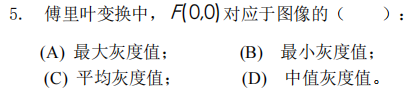 5. 傅里叶变换中， F(0,0)对应于图像的（ ）：
(A) 最大灰度值； (B) 最小灰度值；
(C) 平均灰度值； (D) 中值灰度值。